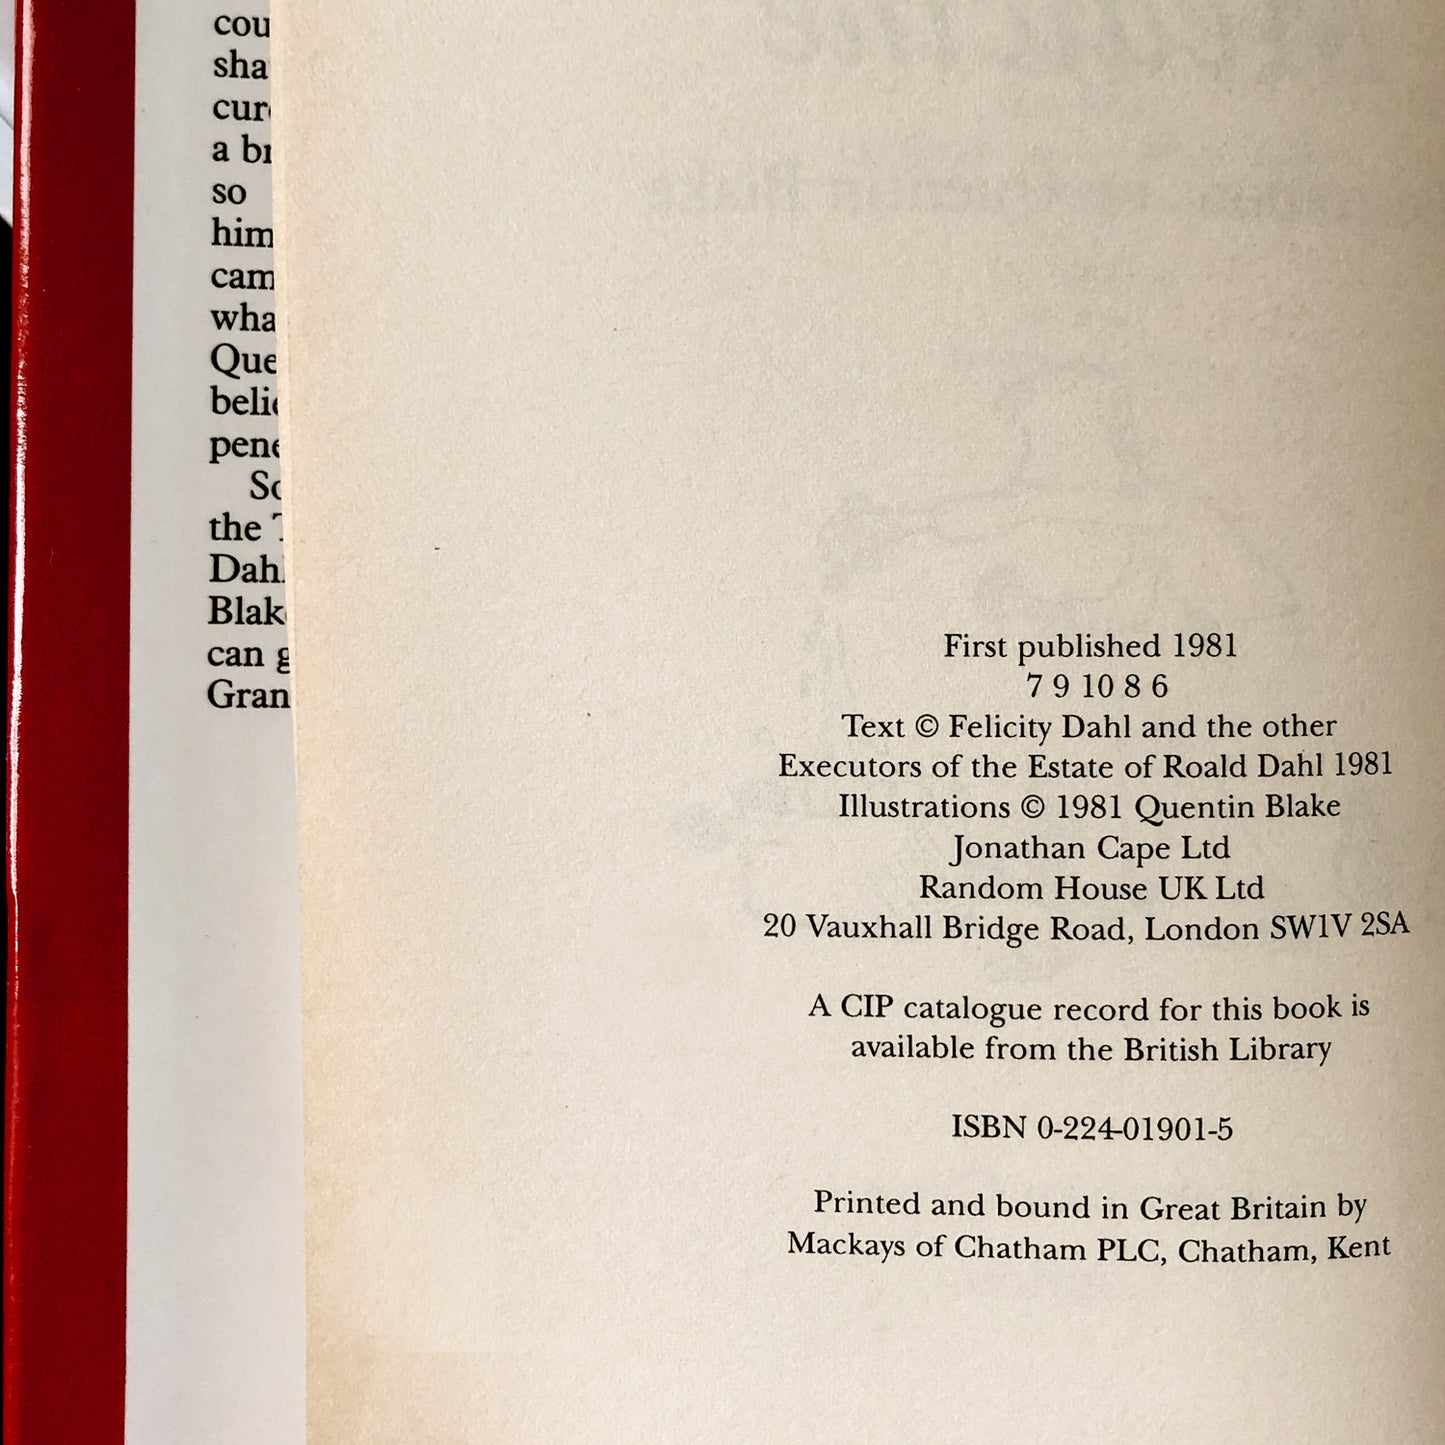 cou
sha
cur
a br
so
him
cam
wha
Que
belie
pene
So
the
Dahl
Blake
can g
Gran
First published 1981
7 9 10 8 6
Text © Felicity Dahl and the other
Executors of the Estate of Roald Dahl 1981
Illustrations © 1981 Quentin Blake
Jonathan Cape Ltd
Random House UK Ltd
20 Vauxhall Bridge Road, London SW1V 2SA
A CIP catalogue record for this book is
available from the British Library
ISBN 0-224-01901-5
Printed and bound in Great Britain by
Mackays of Chatham PLC, Chatham, Kent